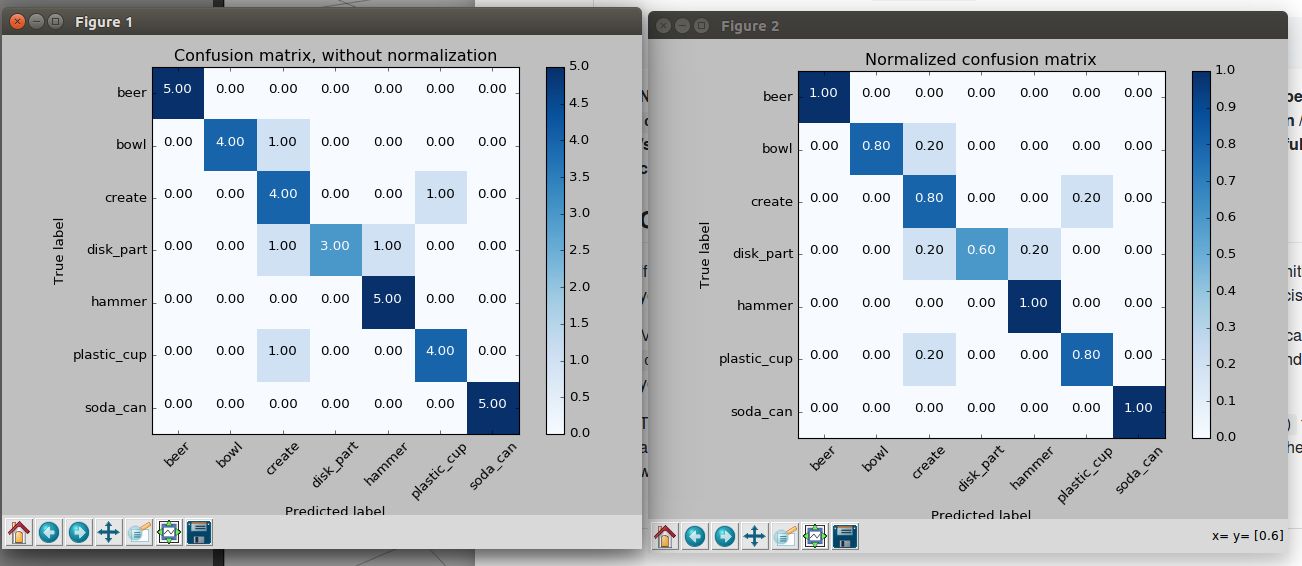 Figure 1
Confusion matrix, without normalization
True label
beer 5.00 0.00 0.00 0.00 0.00 0.00 0.00
bowl 0.00 4.00 1.00 0.00 0.00 0.00 0.00
create 0.00 0.00 4.00 0.00 0.00 1.00 0.00
disk_part 0.00 0.00 1.00 3.00 1.00 0.00 0.00
hammer 0.00 0.00 0.00 0.00 5.00 0.00 0.00
plastic_cup 0.00 0.00 1.00 0.00 0.00 4.00 0.00
soda_can 0.00 0.00 0.00 0.00 0.00 0.00 5.00
beer bowl create disk_part hammer plastic_cup soda_can
Predicted label
5.0
4.5
4.0
3.5
3.0
2.5
2.0
1.5
1.0
0.5
0.0
Figure 2
Normalized confusion matrix
True label
beer 1.00 0.00 0.00 0.00 0.00 0.00 0.00
bowl 0.00 0.80 0.20 0.00 0.00 0.00 0.00
create 0.00 0.00 0.80 0.00 0.00 0.20 0.00
disk_part 0.00 0.00 0.20 0.60 0.20 0.00 0.00
hammer 0.00 0.00 0.00 0.00 1.00 0.00 0.00
plastic_cup 0.00 0.00 0.20 0.00 0.00 0.80 0.00
soda_can 0.00 0.00 0.00 0.00 0.00 0.00 1.00
beer bowl create disk_part hammer plastic_cup soda_can
Predicted label
1.0
0.9
0.8
0.7
0.6
0.5
0.4
0.3
0.2
0.1
0.0
x= y= [0.6]